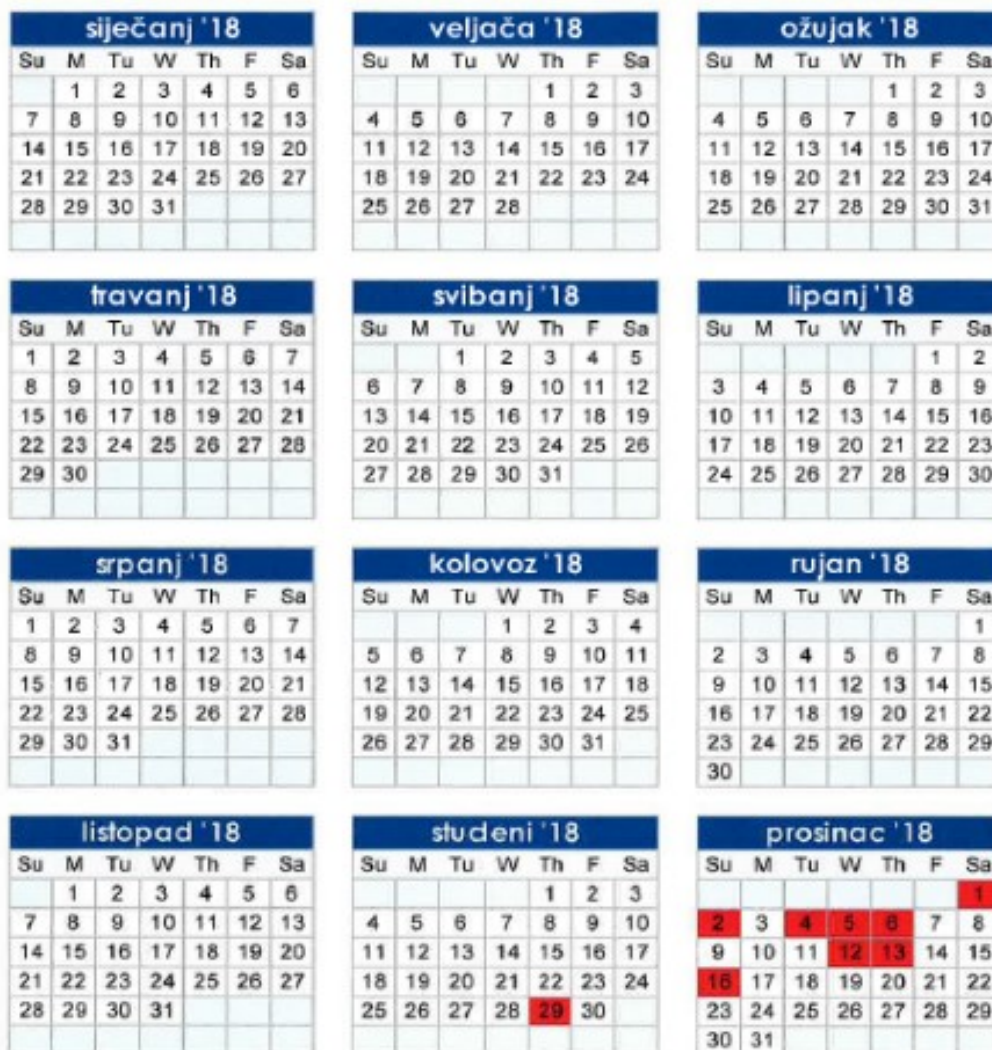 siječanj '18
Su M Tu W Th F Sa
1 2 3 4 5 6
7 8 9 10 11 12 13
14 15 16 17 18 19 20
21 22 23 24 25 26 27
28 29 30 31
veljača '18
Su M Tu W Th F Sa
1 2 3
4 5 6 7 8 9 10
11 12 13 14 15 16 17
18 19 20 21 22 23 24
25 26 27 28
ožujak '18
Su M Tu W Th F Sa
1 2 3
4 5 6 7 8 9 10
11 12 13 14 15 16 17
18 19 20 21 22 23 24
25 26 27 28 29 30 31
travanj '18
Su M Tu W Th F Sa
1 2 3 4 5 6 7
8 9 10 11 12 13 14
15 16 17 18 19 20 21
22 23 24 25 26 27 28
29 30
svibanj '18
Su M Tu W Th F Sa
1 2 3 4 5
6 7 8 9 10 11 12
13 14 15 16 17 18 19
20 21 22 23 24 25 26
27 28 29 30 31
lipanj '18
Su M Tu W Th F Sa
1 2
3 4 5 6 7 8 9
10 11 12 13 14 15 16
17 18 19 20 21 22 23
24 25 26 27 28 29 30
srpanj '18
Su M Tu W Th F Sa
1 2 3 4 5 6 7
8 9 10 11 12 13 14
15 16 17 18 19 20 21
22 23 24 25 26 27 28
29 30 31
kolovoz '18
Su M Tu W Th F Sa
1 2 3 4
5 6 7 8 9 10 11
12 13 14 15 16 17 18
19 20 21 22 23 24 25
26 27 28 29 30 31
rujan '18
Su M Tu W Th F Sa
1
2 3 4 5 6 7 8
9 10 11 12 13 14 15
16 17 18 19 20 21 22
23 24 25 26 27 28 29
30
listopad '18
Su M Tu W Th F Sa
1 2 3 4 5 6
7 8 9 10 11 12 13
14 15 16 17 18 19 20
21 22 23 24 25 26 27
28 29 30 31
studeni '18
Su M Tu W Th F Sa
1 2 3
4 5 6 7 8 9 10
11 12 13 14 15 16 17
18 19 20 21 22 23 24
25 26 27 28 29 30
prosinac '18
Su M Tu W Th F Sa
1
2 3 4 5 6 7 8
9 10 11 12 13 14 15
16 17 18 19 20 21 22
23 24 25 26 27 28 29
30 31